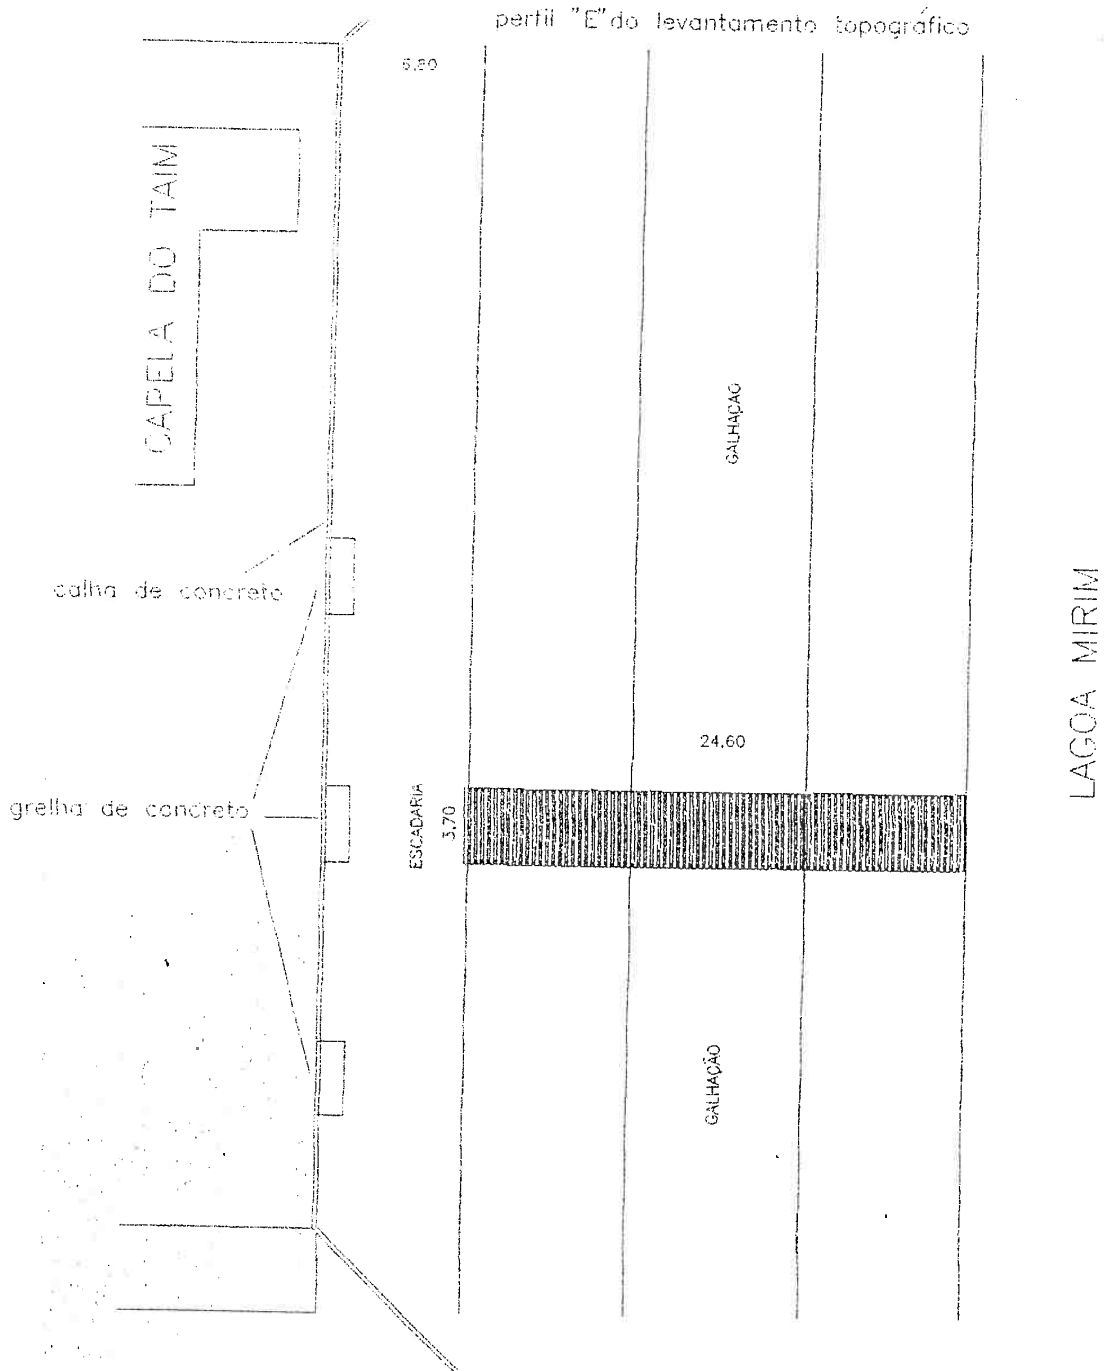 perfil "E" do levantamento topográfico
6.80
CAPELA DO TAIM
GALHAÇAO
calha de concreto
LAGOA MIRIM
24.60
grelha de concreto
ESCADARIA
3.70
GALHAÇÃO